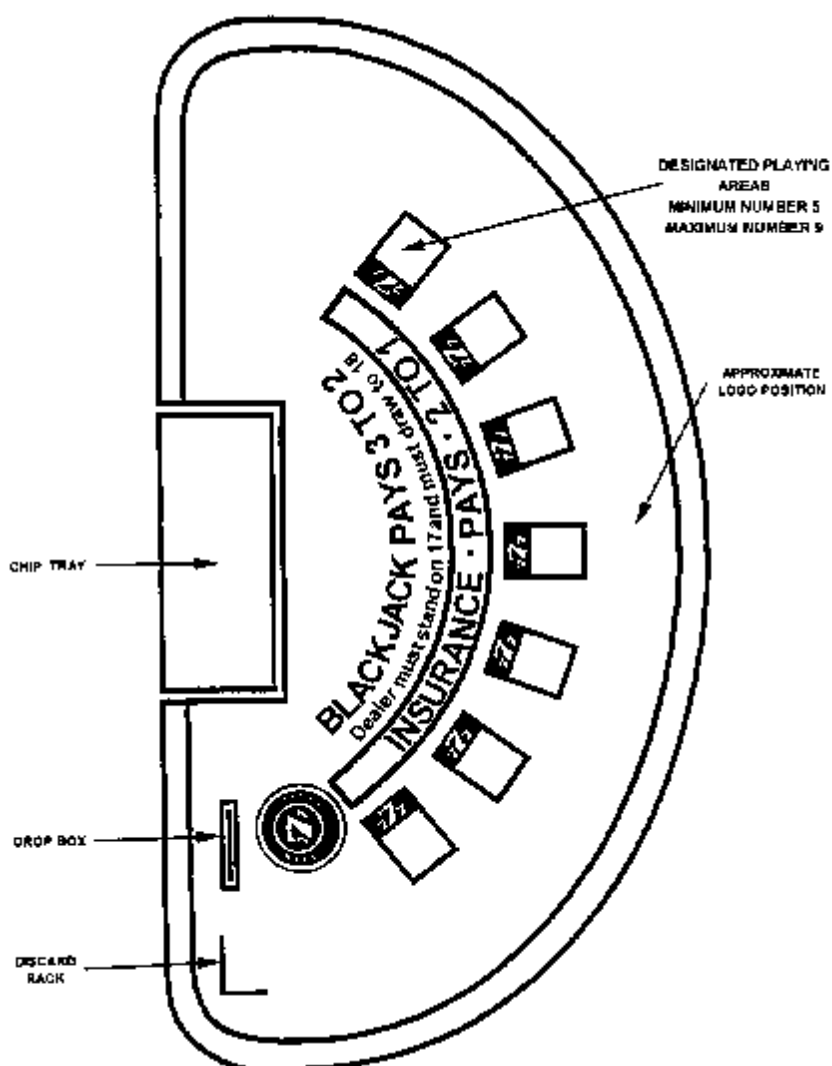 DESIGNATED PLAYING
AREAS
MINIMUM NUMBER 5
MAXIMUM NUMBER 9
APPROXIMATE
LOGO POSITION
BLACKJACK PAYS 3 TO 2
Dealer must stand on 17 and must draw to 16
INSURANCE · PAYS · 2 TO 1
CHIP TRAY
DROP BOX
DISCARD
RACK